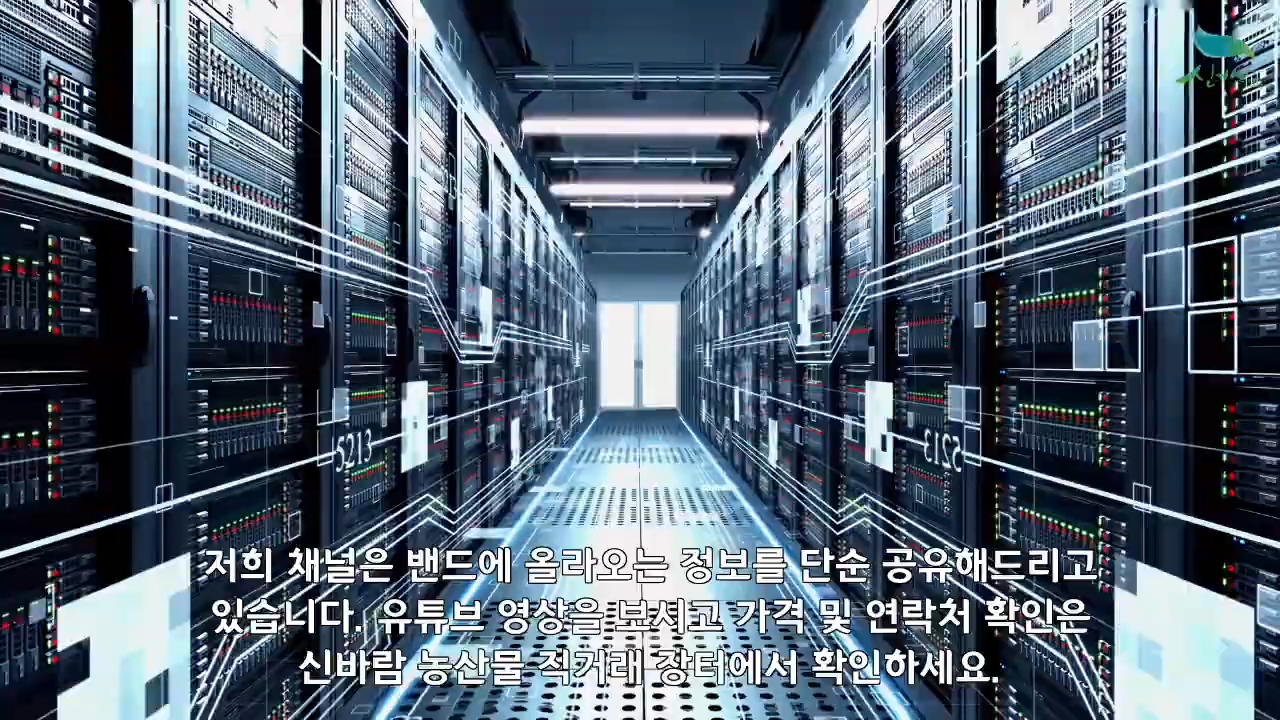 5213
5213
저희 채널은 밴드에 올라오는 정보를 단순 공유해드리고
있습니다. 유튜브 영상을 보시고 가격 및 연락처 확인은
신바람 농산물 직거래 장터에서 확인하세요.